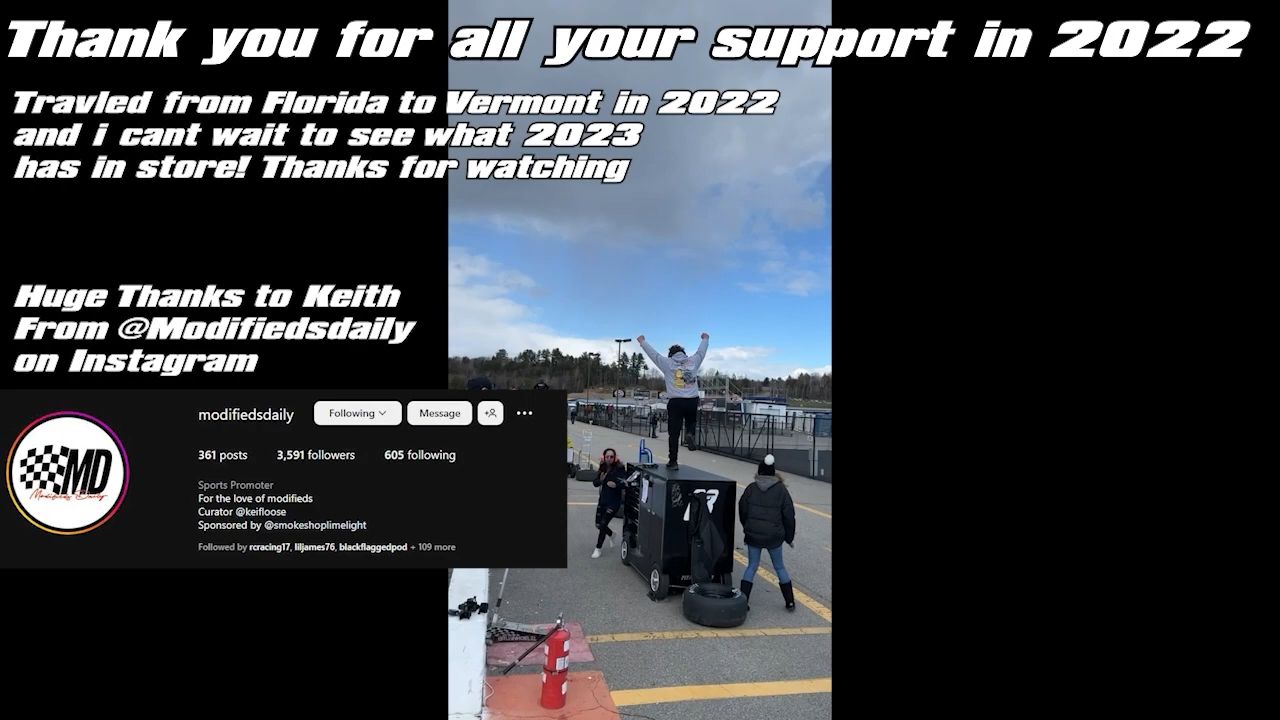 Thank you for all your support in 2022
Travled from Florida to Vermont in 2022
and i cant wait to see what 2023
has in store! Thanks for watching
Huge Thanks to Keith
From @Modifiedsdaily
on Instagram
modifiedsdaily
Following
Message
361 posts
3,591 followers
605 following
MD
Modifieds Daily
Sports Promoter
For the love of modifieds
Curator @keifloose
Sponsored by @smokeshoplimelight
Followed by rcracing17, liljames76, blackflaggedpod + 109 more